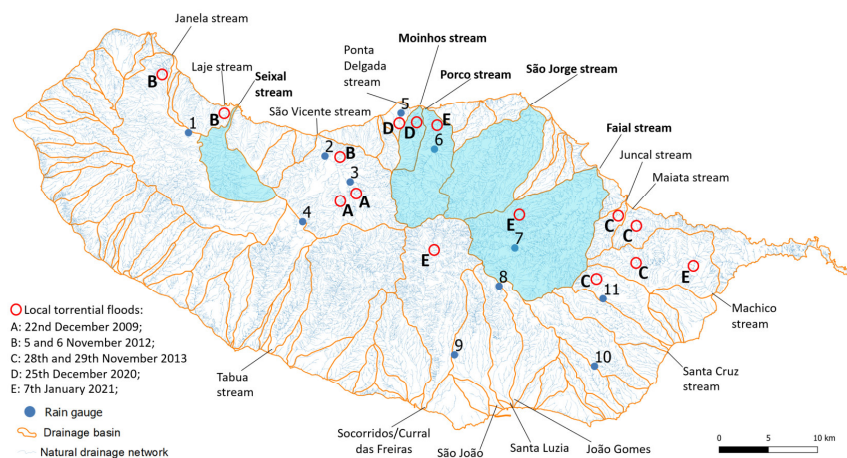 Janela stream
Laje stream
Seixal
stream
São Vicente stream
Ponta
Delgada
stream
Moinhos stream
Porco stream
São Jorge stream
Faial stream
Juncal stream
Maiata stream
B
1
B
2
B
3
A
A
4
5
D
D
E
6
E
7
E
8
C
C
C
C
E
11
9
10
Machico
stream
Santa Cruz
stream
João Gomes
Santa Luzia
São João
Socorridos/Curral
das Freiras
Tabua
stream
Local torrential floods:
A: 22nd December 2009;
B: 5 and 6 November 2012;
C: 28th and 29th November 2013
D: 25th December 2020;
E: 7th January 2021;
Rain gauge
Drainage basin
Natural drainage network
0 5 10 km